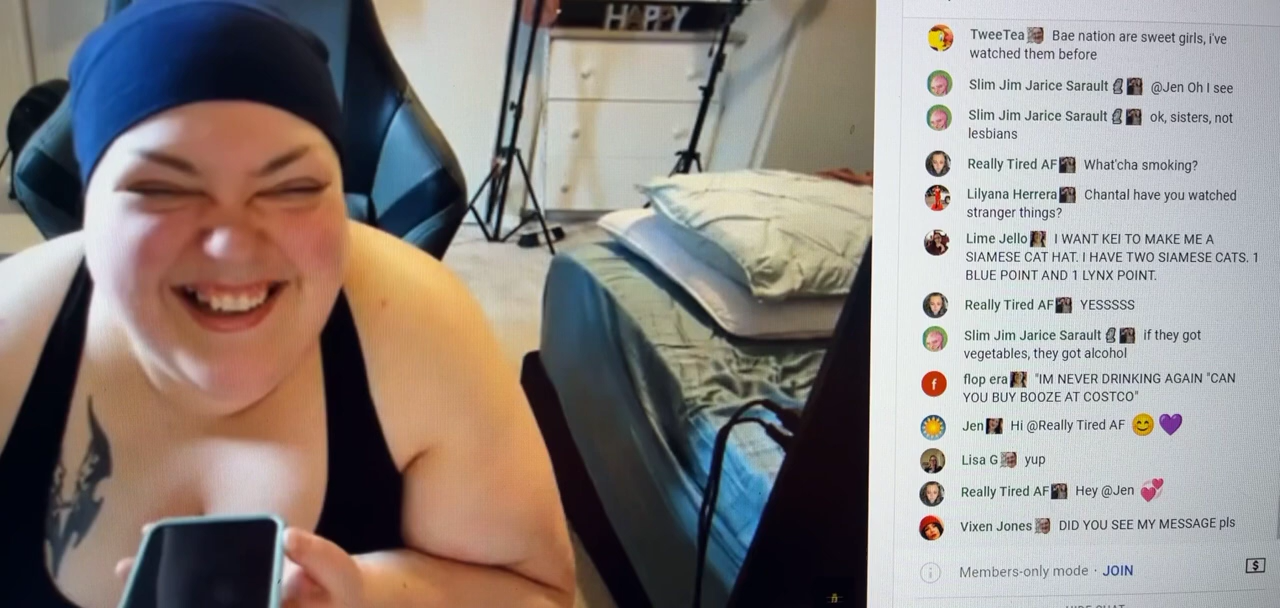 HAPPY
TweeTea Bae nation are sweet girls, i've
watched them before
Slim Jim Jarice Sarault @Jen Oh I see
Slim Jim Jarice Sarault ok, sisters, not
lesbians
Really Tired AF What'cha smoking?
Lilyana Herrera Chantal have you watched
stranger things?
Lime Jello I WANT KEI TO MAKE ME A
SIAMESE CAT HAT. I HAVE TWO SIAMESE CATS. 1
BLUE POINT AND 1 LYNX POINT.
Really Tired AF YESSSSS
Slim Jim Jarice Sarault if they got
vegetables, they got alcohol
f
flop era "IM NEVER DRINKING AGAIN "CAN
YOU BUY BOOZE AT COSTCO"
Jen Hi @Really Tired AF 😊💜
Lisa G yup
Really Tired AF Hey @Jen 💞
Vixen Jones DID YOU SEE MY MESSAGE pls
Members-only mode · JOIN
$
HIDE CHAT